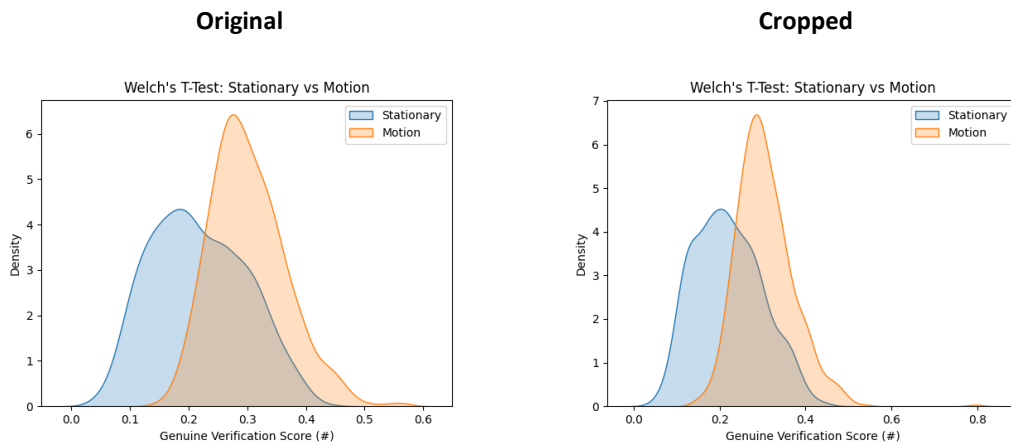 Original
Welch's T-Test: Stationary vs Motion
Stationary
Motion
Density
6
5
4
3
2
1
0
0.0 0.1 0.2 0.3 0.4 0.5 0.6
Genuine Verification Score (#)
Cropped
Welch's T-Test: Stationary vs Motion
Stationary
Motion
Density
7
6
5
4
3
2
1
0
0.0 0.2 0.4 0.6 0.8
Genuine Verification Score (#)